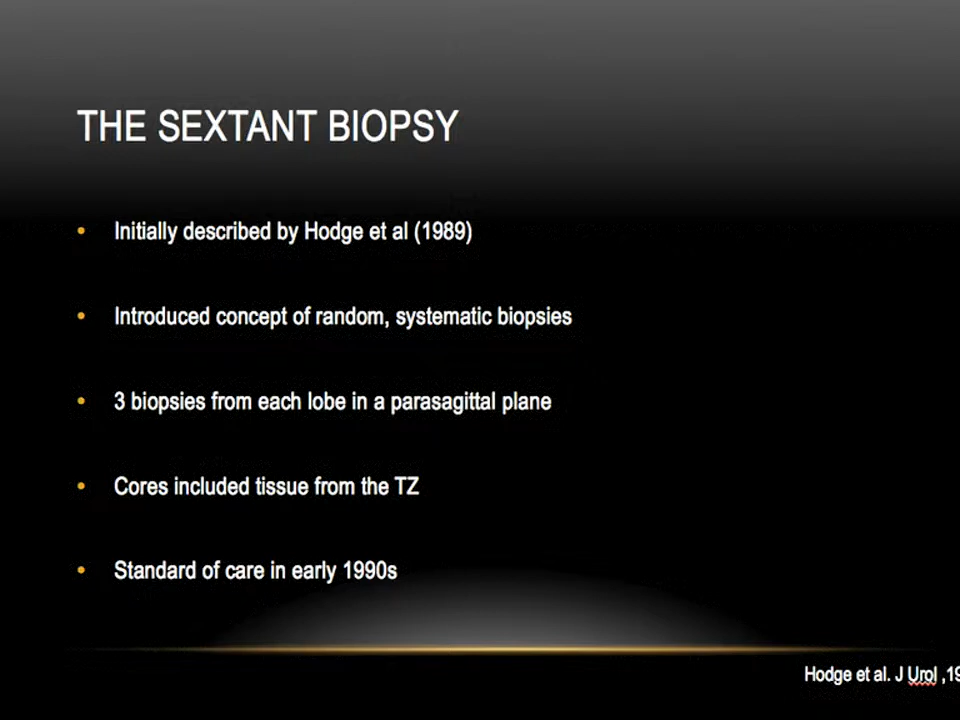 THE SEXTANT BIOPSY
• Initially described by Hodge et al (1989)
• Introduced concept of random, systematic biopsies
• 3 biopsies from each lobe in a parasagittal plane
• Cores included tissue from the TZ
• Standard of care in early 1990s
Hodge et al. J Urol ,19